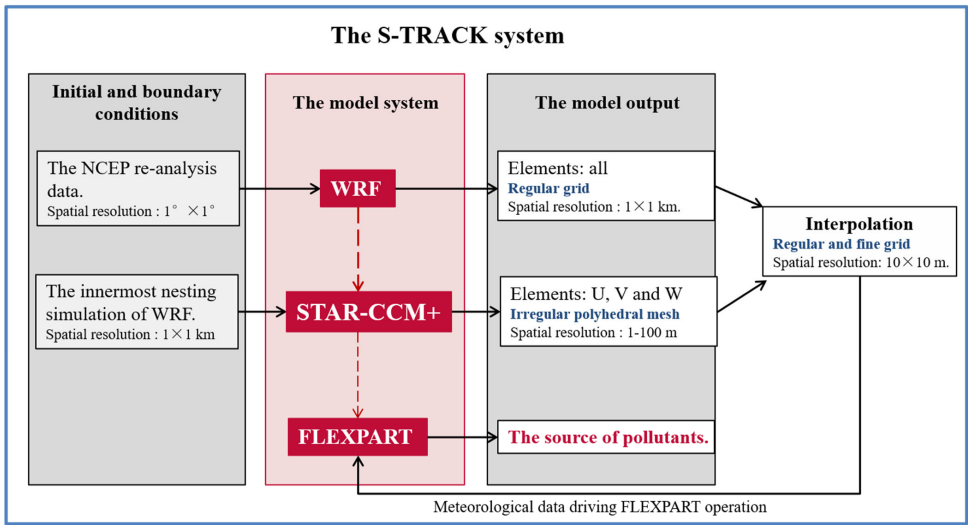 The S-TRACK system
Initial and boundary
conditions
The NCEP re-analysis
data.
Spatial resolution : 1° ×1°
The innermost nesting
simulation of WRF.
Spatial resolution : 1×1 km
The model system
WRF
STAR-CCM+
FLEXPART
The model output
Elements: all
Regular grid
Spatial resolution : 1×1 km.
Elements: U, V and W
Irregular polyhedral mesh
Spatial resolution : 1-100 m
The source of pollutants.
Interpolation
Regular and fine grid
Spatial resolution: 10×10 m.
Meteorological data driving FLEXPART operation